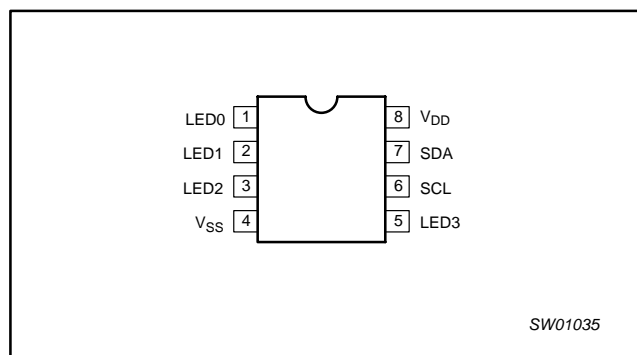 LED0 1 8 VDD
LED1 2 7 SDA
LED2 3 6 SCL
VSS 4 5 LED3
SW01035